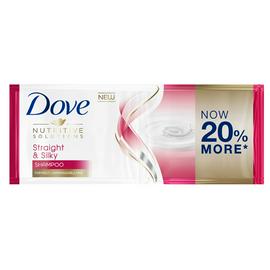 NEW
Dove
NUTRITIVE
SOLUTIONS
Straight
& Silky
SHAMPOO
NOW
20%
MORE*